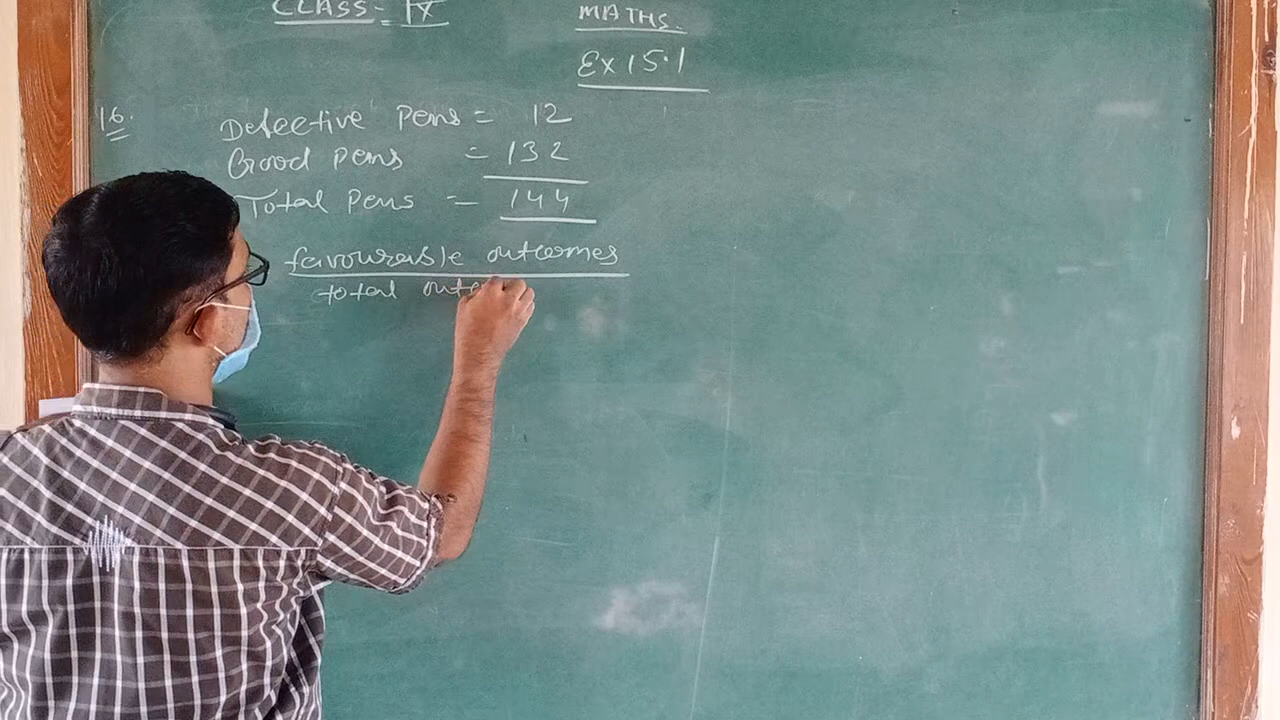 CLASS- IX
MATHS.
Ex 15.1
16.
Defective Pens = 12
Good Pens = 132
Total Pens = 144
favourable outcomes
total